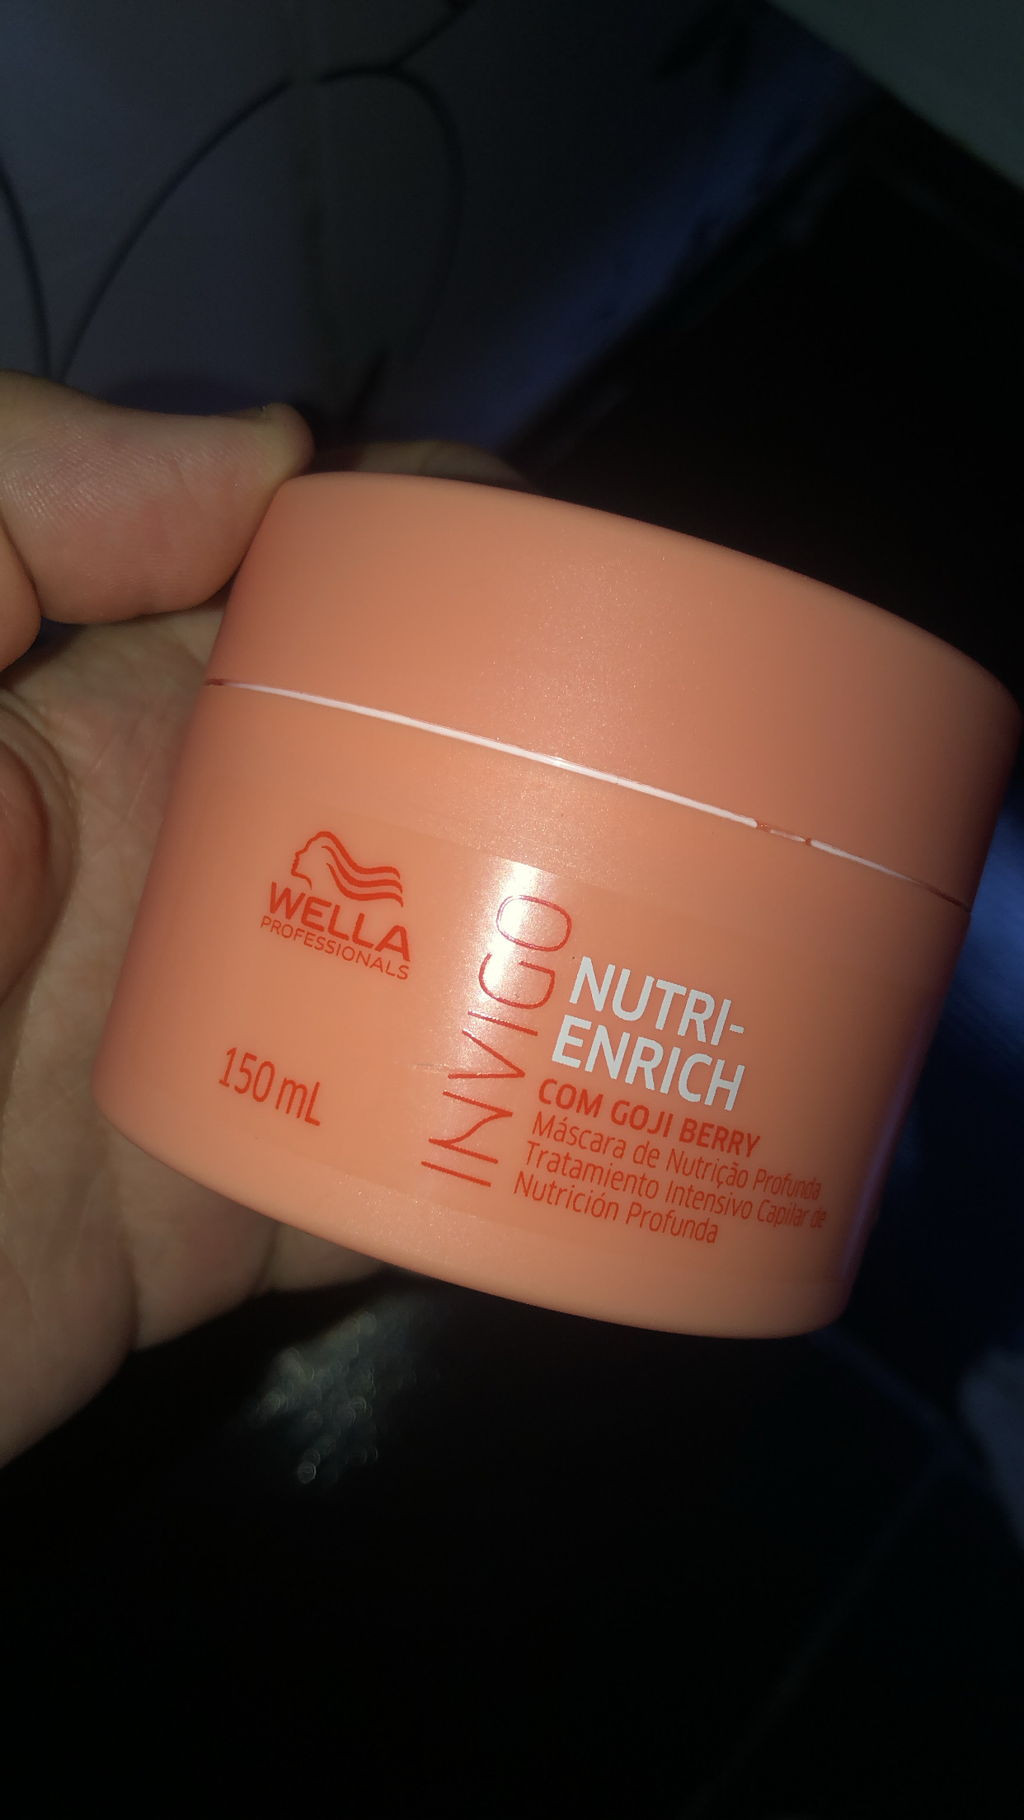 WELLA
PROFESSIONALS
150 mL
INVIGO
NUTRI-
ENRICH
COM GOJI BERRY
Máscara de Nutrição Profunda
Tratamiento Intensivo Capilar de
Nutrición Profunda